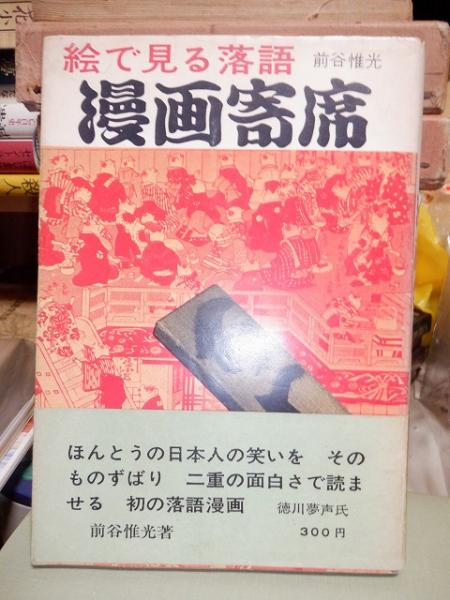 絵で見る落語 前谷惟光
漫画寄席
ほんとうの日本人の笑いを その
ものずばり 二重の面白さで読ま
せる 初の落語漫画 徳川夢声氏
前谷惟光著 300円